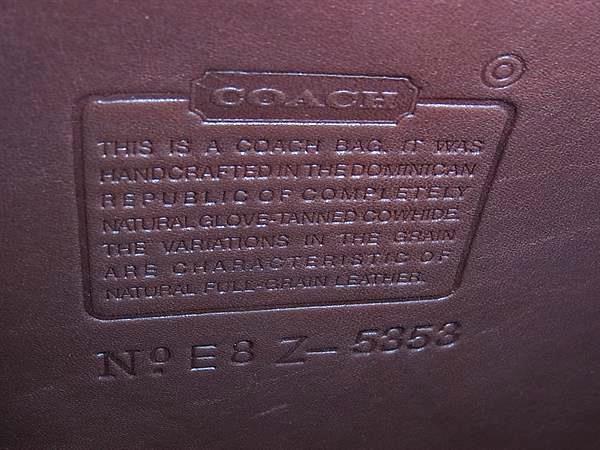 COACH
THIS IS A COACH BAG. IT WAS
HANDCRAFTED IN THE DOMINICAN
REPUBLIC OF COMPLETELY
NATURAL GLOVE-TANNED COWHIDE.
THE VARIATIONS IN THE GRAIN
ARE CHARACTERISTIC OF
NATURAL FULL-GRAIN LEATHER.
Nº E8Z-5353